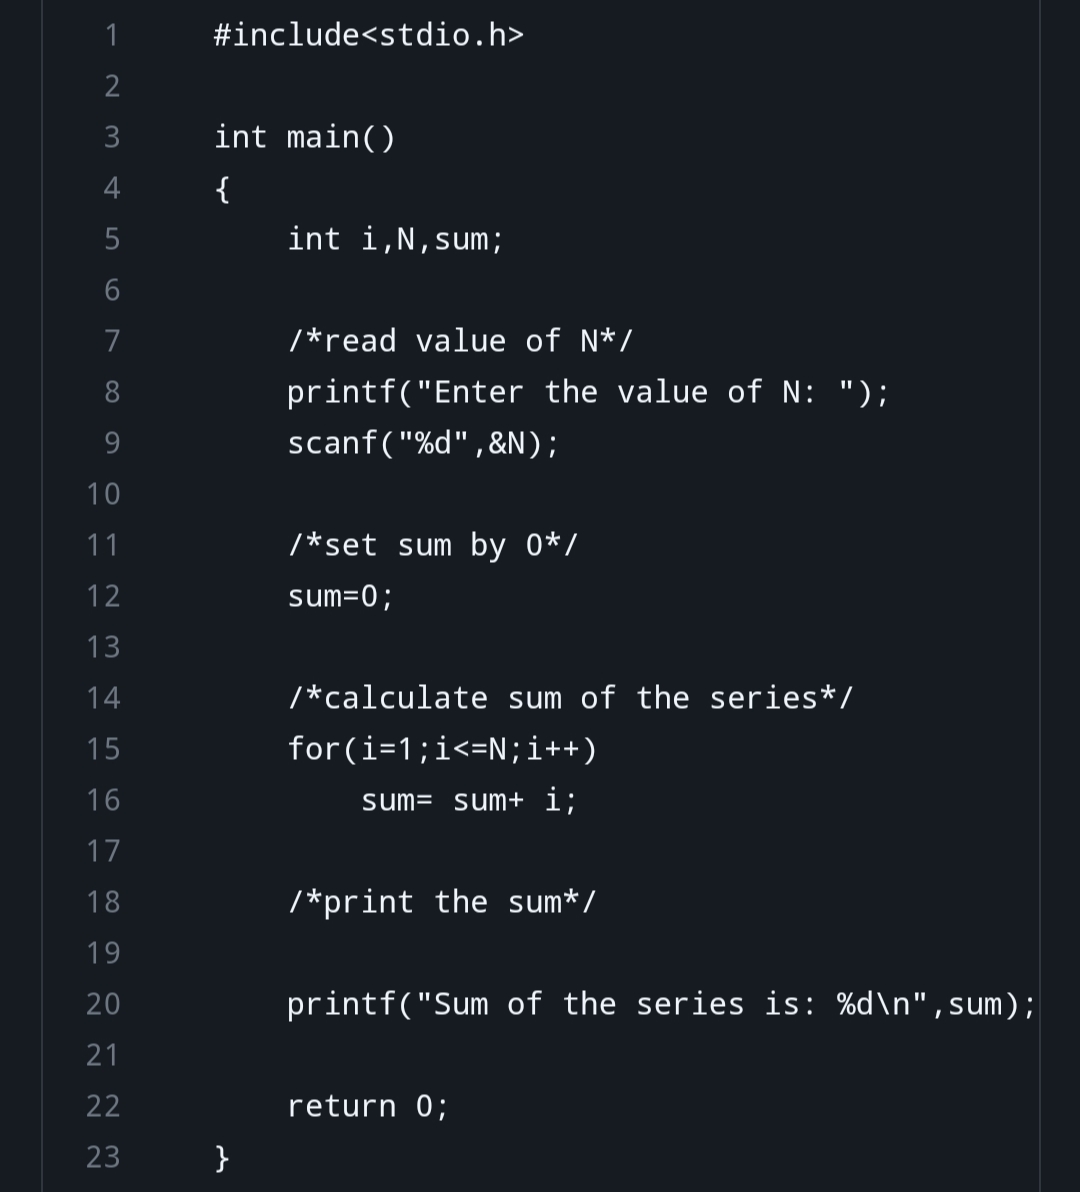 1 #include<stdio.h>
2
3 int main()
4 {
5 int i,N,sum;
6
7 /*read value of N*/
8 printf("Enter the value of N: ");
9 scanf("%d",&N);
10
11 /*set sum by 0*/
12 sum=0;
13
14 /*calculate sum of the series*/
15 for(i=1;i<=N;i++)
16 sum= sum+ i;
17
18 /*print the sum*/
19
20 printf("Sum of the series is: %d\n",sum);
21
22 return 0;
23 }